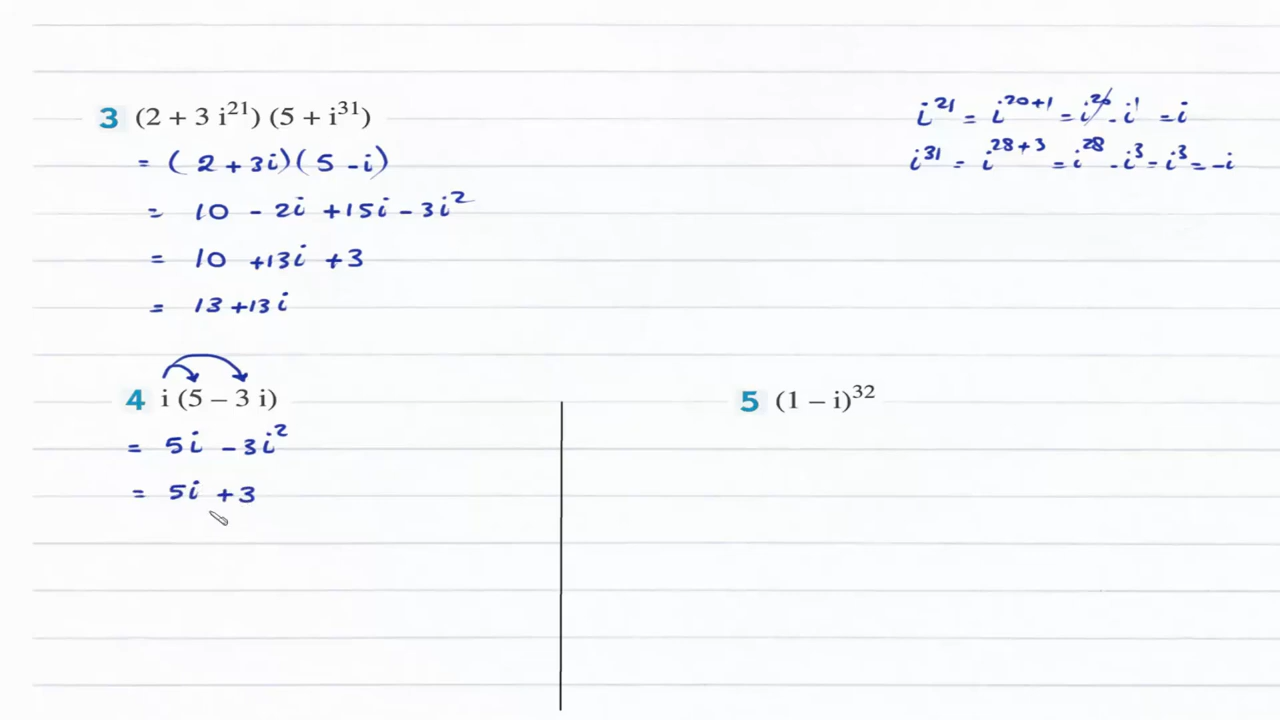 3 (2 + 3 i²¹) (5 + i³¹)
= (2 + 3i)(5 - i)
= 10 - 2i + 15i - 3i²
= 10 + 13i + 3
= 13 + 13i
i²¹ = i²⁰⁺¹ = i²⁰ . i¹ = i
i³¹ = i²⁸⁺³ = i²⁸ . i³ = i³ = -i
4 i (5 – 3 i)
= 5i - 3i²
= 5i + 3
5 (1 – i)³²